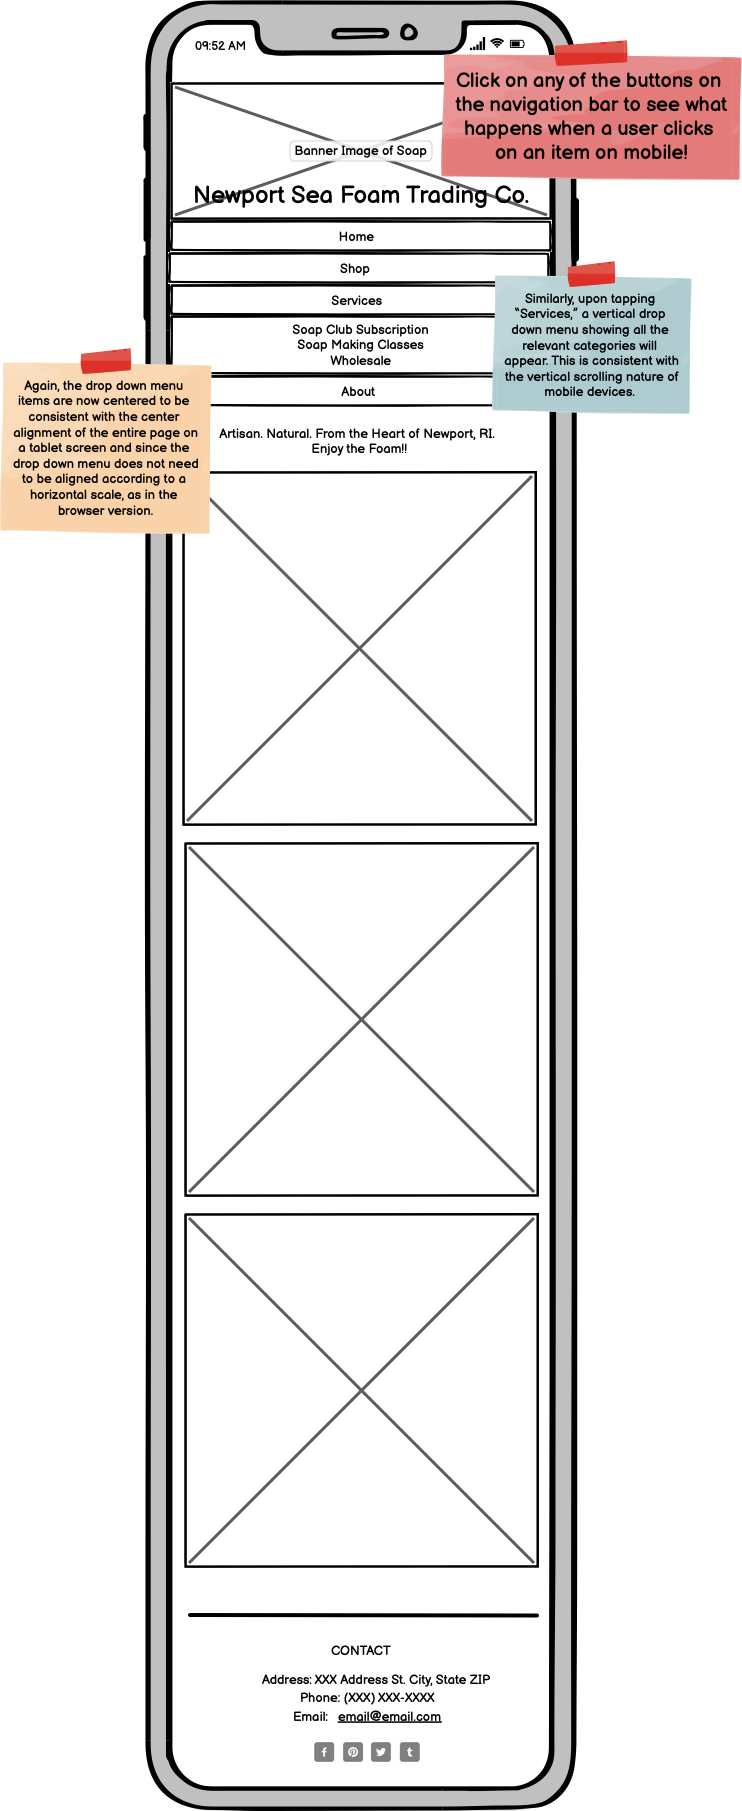 09:52 AM
Click on any of the buttons on
the navigation bar to see what
happens when a user clicks
on an item on mobile!
Banner Image of Soap
Newport Sea Foam Trading Co.
Home
Shop
Services
Soap Club Subscription
Soap Making Classes
Wholesale
About
Similarly, upon tapping
“Services,” a vertical drop
down menu showing all the
relevant categories will
appear. This is consistent with
the vertical scrolling nature of
mobile devices.
Again, the drop down menu
items are now centered to be
consistent with the center
alignment of the entire page on
a tablet screen and since the
drop down menu does not need
to be aligned according to a
horizontal scale, as in the
browser version.
Artisan. Natural. From the Heart of Newport, RI.
Enjoy the Foam!!
CONTACT
Address: XXX Address St. City, State ZIP
Phone: (XXX) XXX-XXXX
Email: email@email.com